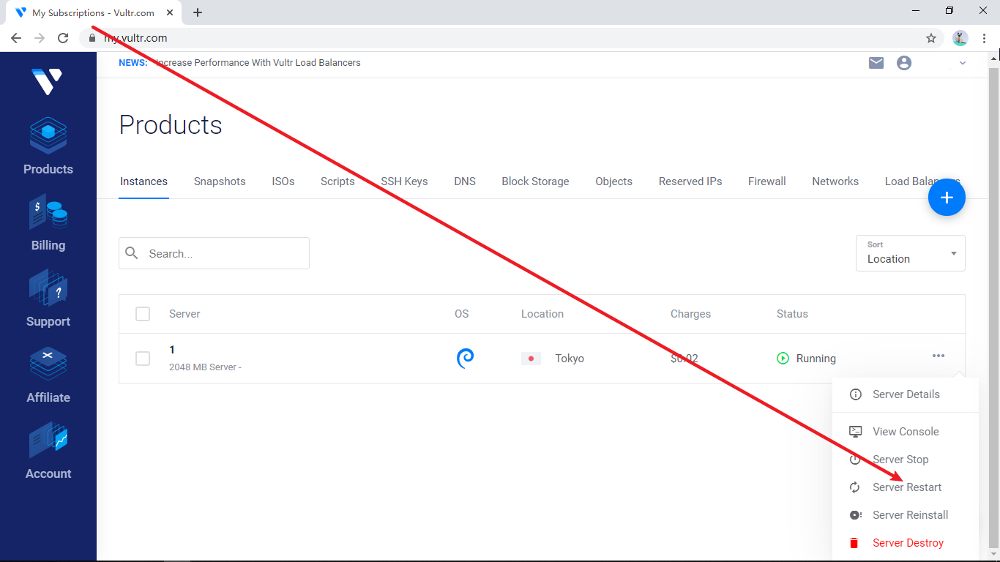 My Subscriptions - Vultr.com
my.vultr.com
NEWS: Increase Performance With Vultr Load Balancers
Products
Billing
Support
Affiliate
Account
Products
Instances Snapshots ISOs Scripts SSH Keys DNS Block Storage Objects Reserved IPs Firewall Networks Load Balancers
+
Search...
Sort
Location
Server OS Location Charges Status
1
2048 MB Server -
Tokyo $0.02 Running
Server Details
View Console
Server Stop
Server Restart
Server Reinstall
Server Destroy